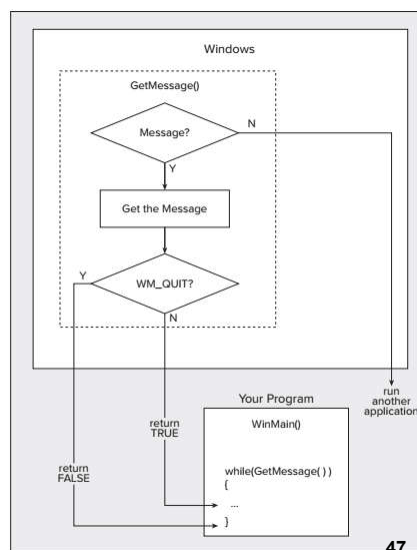 Windows
GetMessage()
Message?
N
Y
Get the Message
Y
WM_QUIT?
N
run
another
application
Your Program
WinMain()
return
TRUE
return
FALSE
while(GetMessage( ) )
{
...
}
47